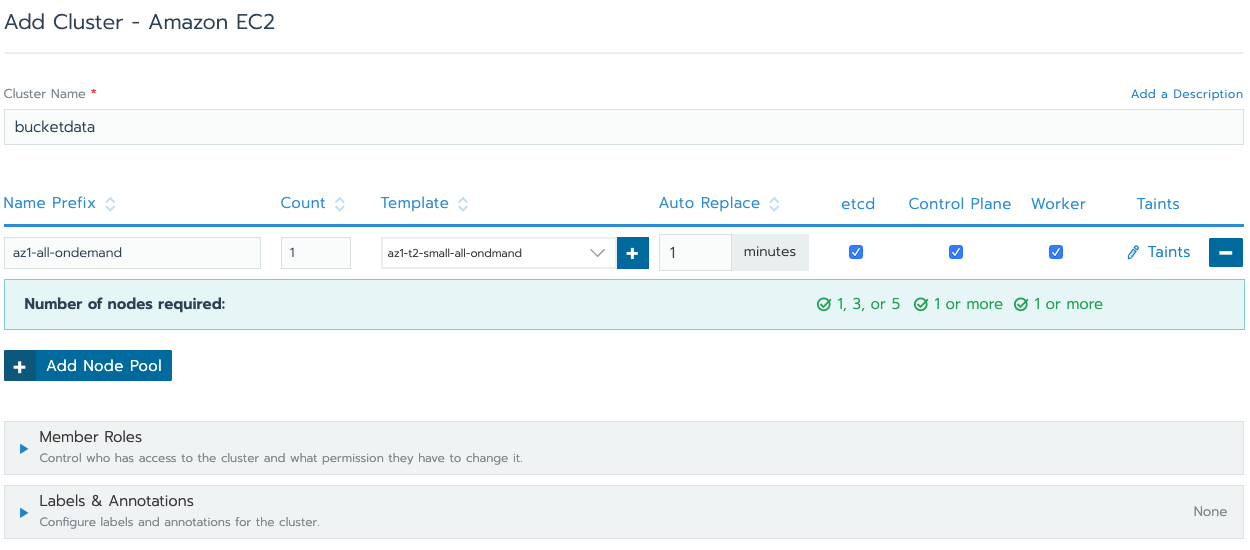 Add Cluster - Amazon EC2
Cluster Name * Add a Description
bucketdata
Name Prefix Count Template Auto Replace etcd Control Plane Worker Taints
az1-all-ondemand 1 az1-t2-small-all-ondmand 1 minutes Taints
Number of nodes required: 1, 3, or 5 1 or more 1 or more
Add Node Pool
Member Roles
Control who has access to the cluster and what permission they have to change it.
Labels & Annotations
Configure labels and annotations for the cluster. None